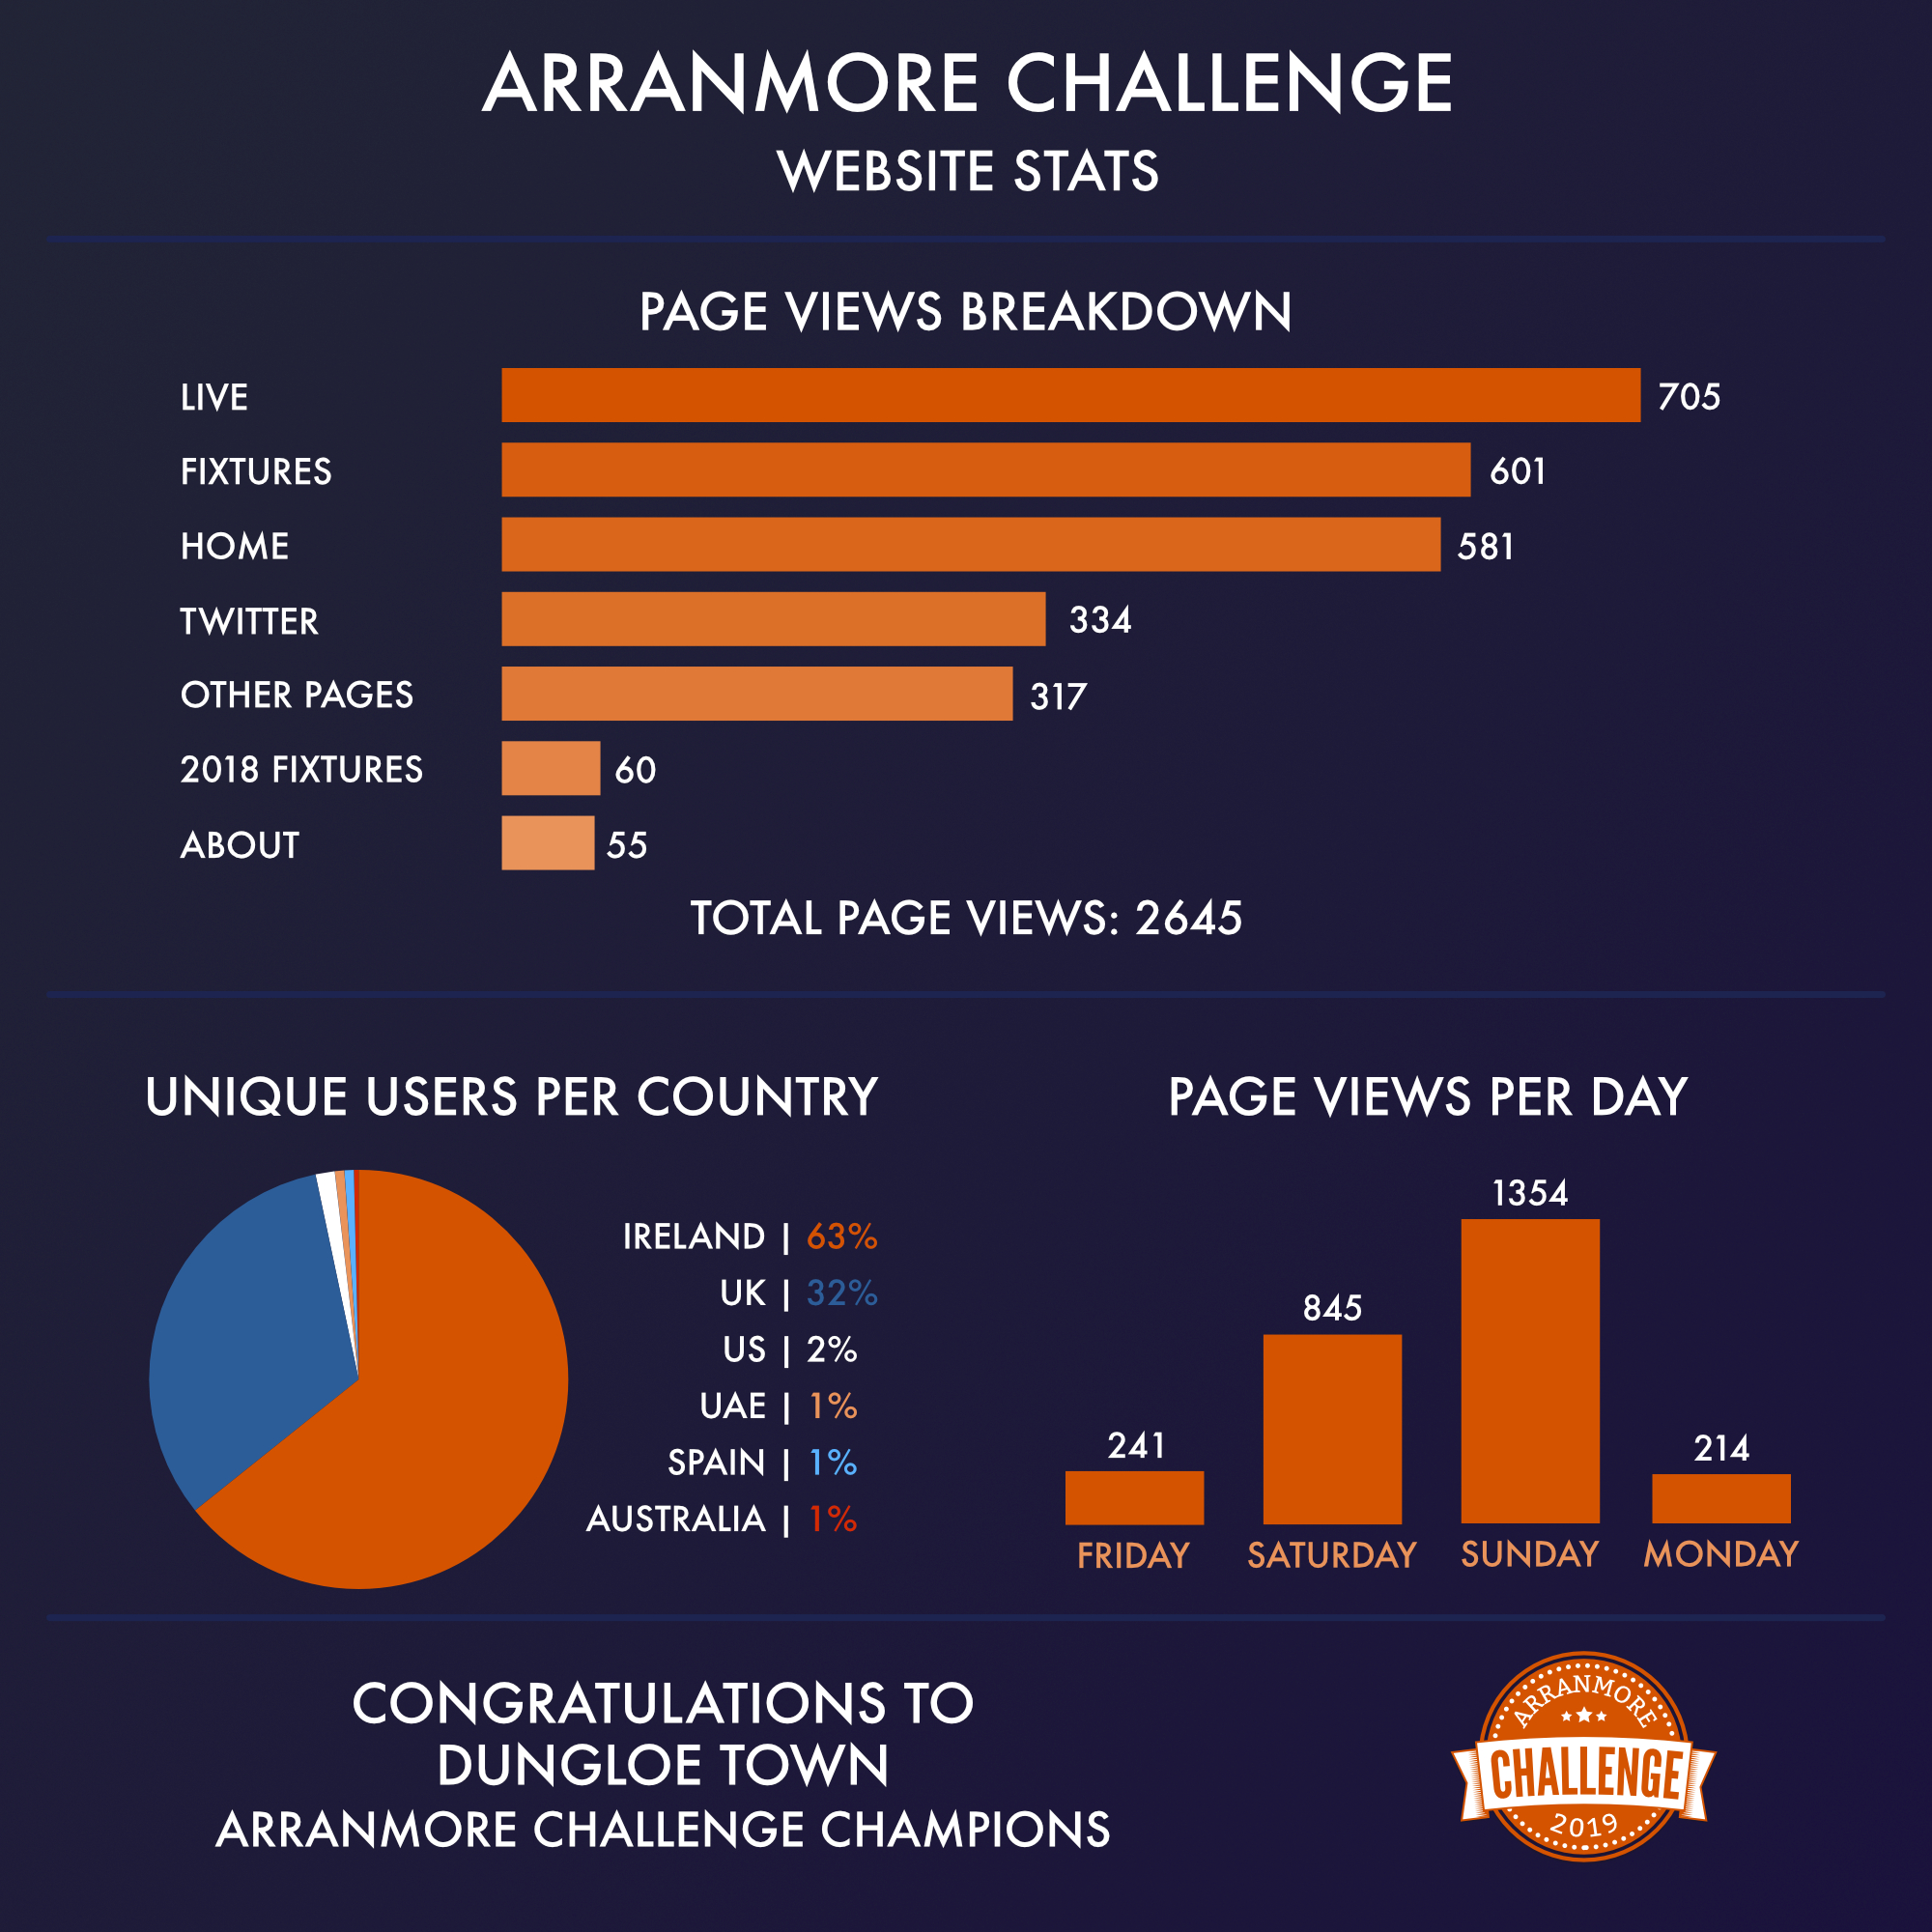 ARRANMORE CHALLENGE
WEBSITE STATS
PAGE VIEWS BREAKDOWN
LIVE 705
FIXTURES 601
HOME 581
TWITTER 334
OTHER PAGES 317
2018 FIXTURES 60
ABOUT 55
TOTAL PAGE VIEWS: 2645
UNIQUE USERS PER COUNTRY
IRELAND | 63%
UK | 32%
US | 2%
UAE | 1%
SPAIN | 1%
AUSTRALIA | 1%
PAGE VIEWS PER DAY
241 845 1354 214
FRIDAY SATURDAY SUNDAY MONDAY
CONGRATULATIONS TO
DUNGLOE TOWN
ARRANMORE CHALLENGE CHAMPIONS
ARRANMORE
CHALLENGE
2019